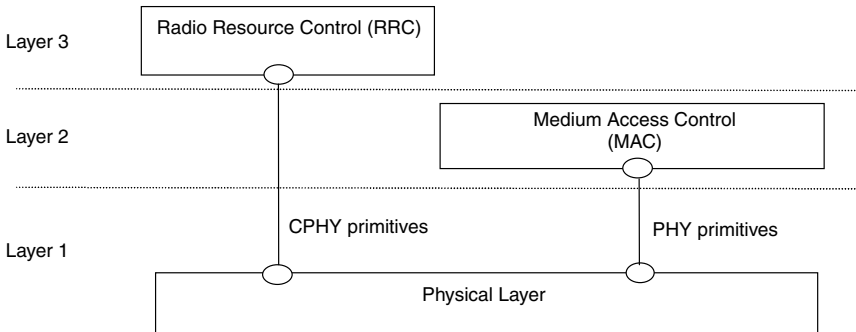 Layer 3
Radio Resource Control (RRC)
Layer 2
Medium Access Control
(MAC)
CPHY primitives
PHY primitives
Layer 1
Physical Layer